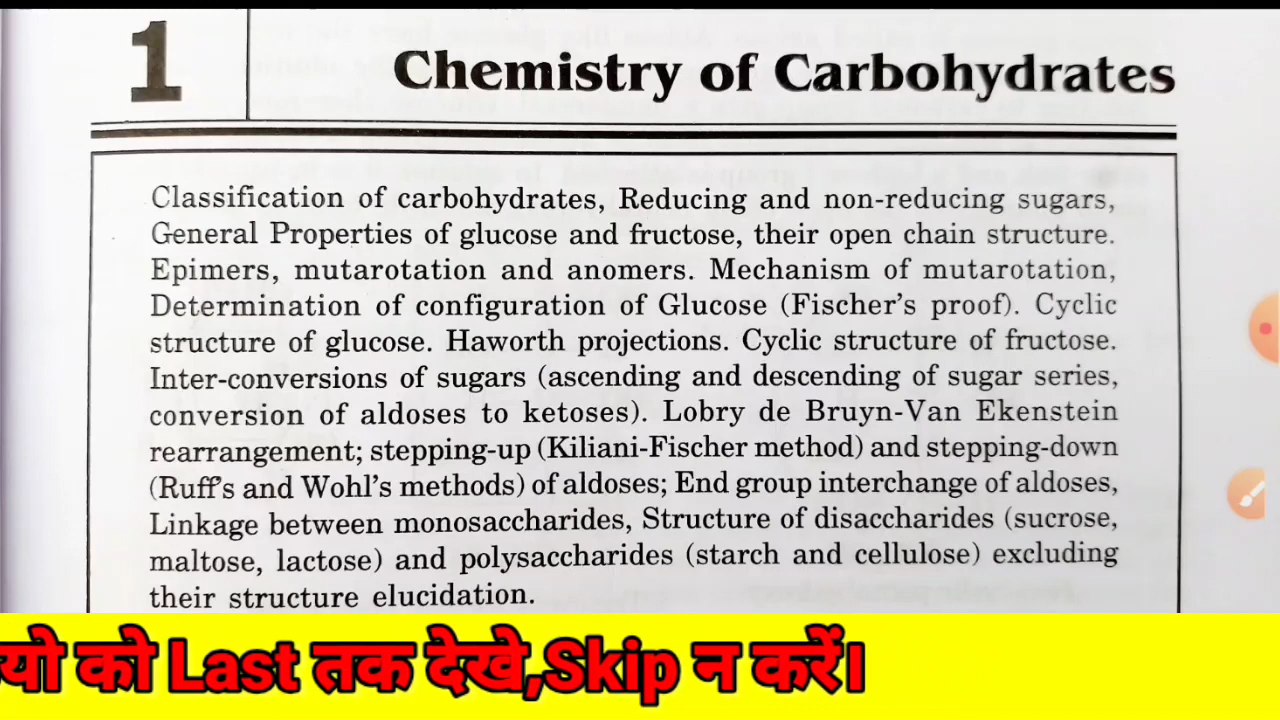 1
Chemistry of Carbohydrates
Classification of carbohydrates, Reducing and non-reducing sugars,
General Properties of glucose and fructose, their open chain structure.
Epimers, mutarotation and anomers. Mechanism of mutarotation,
Determination of configuration of Glucose (Fischer's proof). Cyclic
structure of glucose. Haworth projections. Cyclic structure of fructose.
Inter-conversions of sugars (ascending and descending of sugar series,
conversion of aldoses to ketoses). Lobry de Bruyn-Van Ekenstein
rearrangement; stepping-up (Kiliani-Fischer method) and stepping-down
(Ruff's and Wohl's methods) of aldoses; End group interchange of aldoses,
Linkage between monosaccharides, Structure of disaccharides (sucrose,
maltose, lactose) and polysaccharides (starch and cellulose) excluding
their structure elucidation.
को Last तक देखे,Skip न करें।